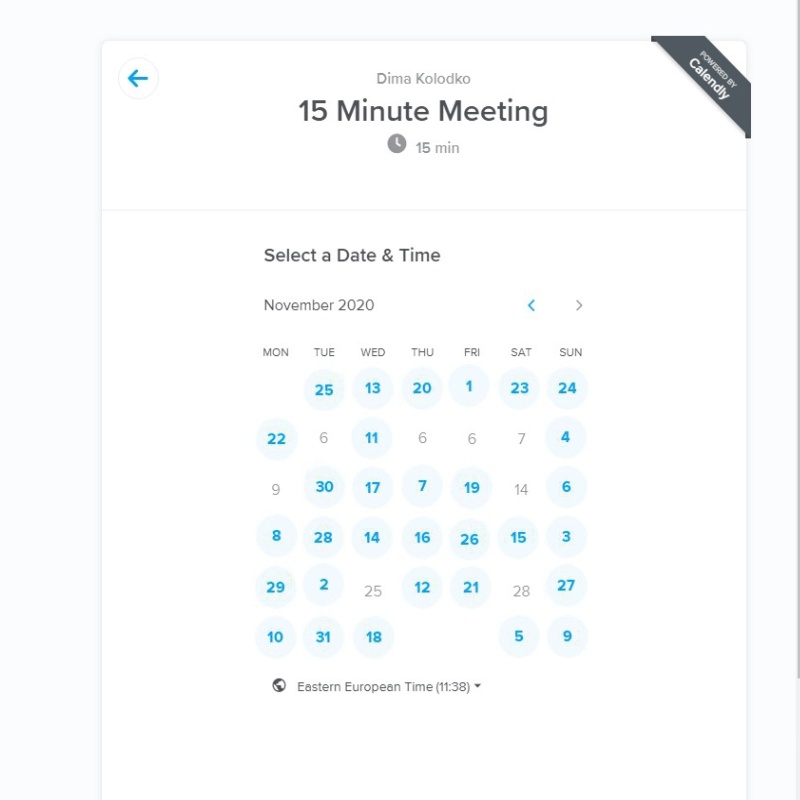 POWERED BY
Calendly
Dima Kolodko
15 Minute Meeting
15 min
Select a Date & Time
November 2020
MON TUE WED THU FRI SAT SUN
25 13 20 1 23 24
22 6 11 6 6 7 4
9 30 17 7 19 14 6
8 28 14 16 26 15 3
29 2 25 12 21 28 27
10 31 18 5 9
Eastern European Time (11:38)